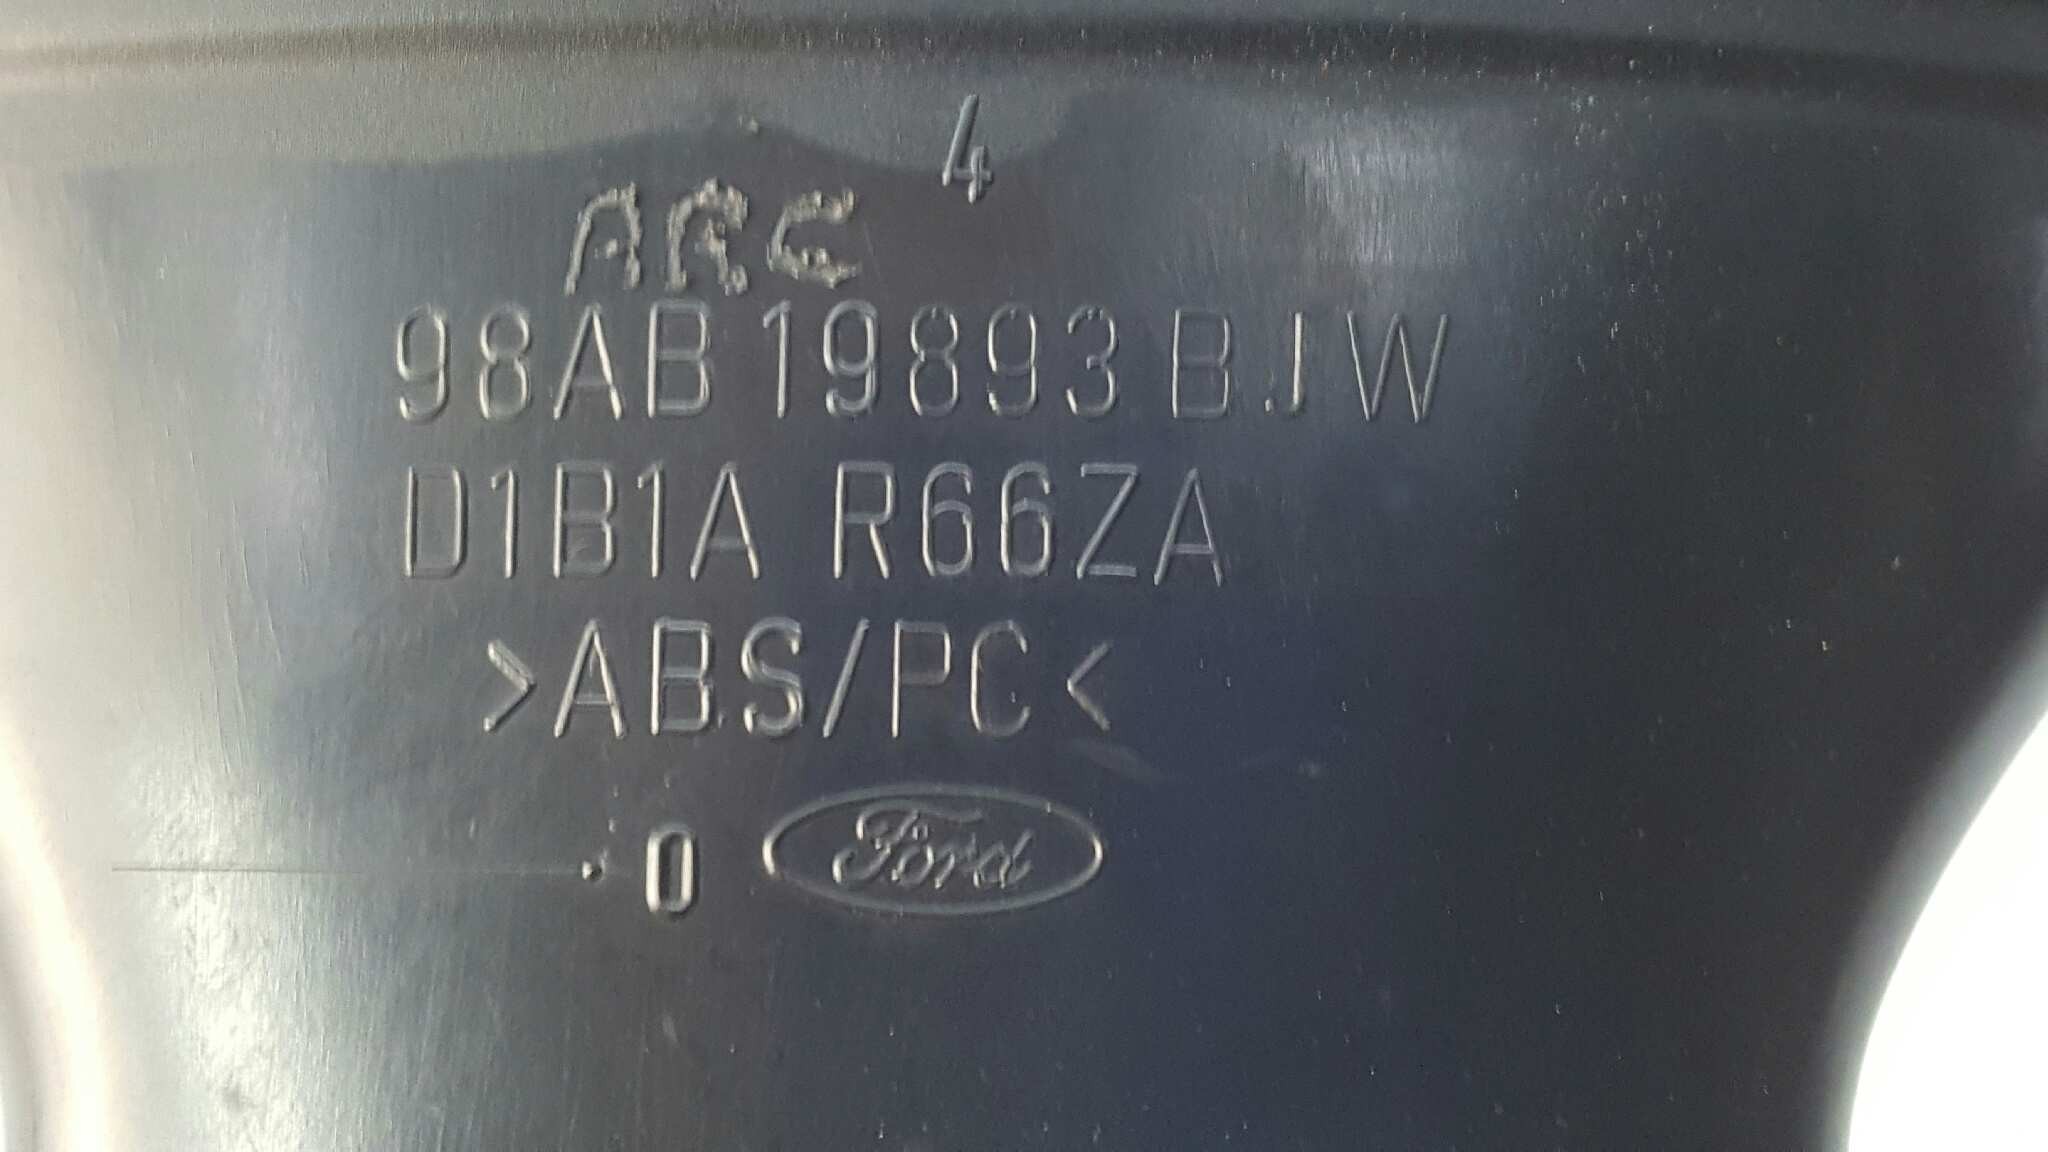 4
ARC
98AB 19893 BJW
D1B1A R66ZA
>ABS/PC<
0 Ford